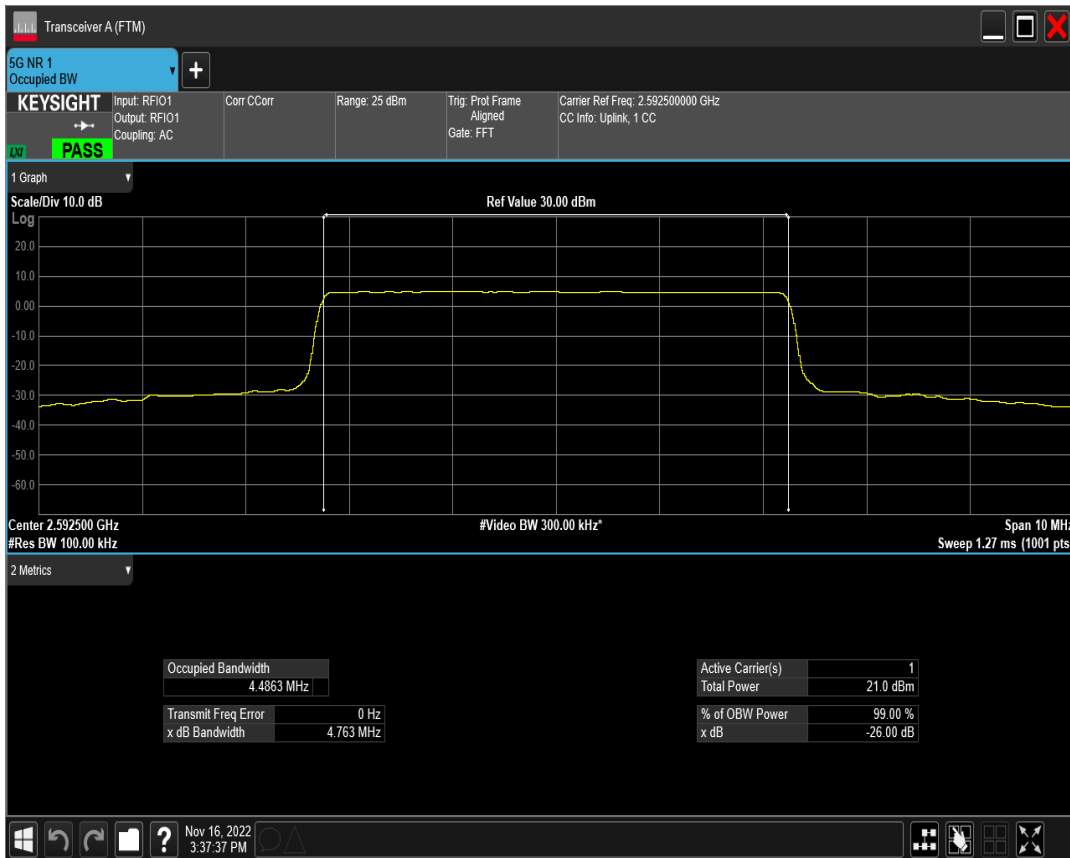 Transceiver A (FTM)
5G NR 1
Occupied BW
+
KEYSIGHT
LXI
PASS
Input: RFIO1
Output: RFIO1
Coupling: AC
Corr CCorr
Range: 25 dBm
Trig: Prot Frame
Aligned
Gate: FFT
Carrier Ref Freq: 2.592500000 GHz
CC Info: Uplink, 1 CC
1 Graph
Scale/Div 10.0 dB
Ref Value 30.00 dBm
Log
20.0
10.0
0.00
-10.0
-20.0
-30.0
-40.0
-50.0
-60.0
Center 2.592500 GHz
#Video BW 300.00 kHz*
Span 10 MHz
#Res BW 100.00 kHz
Sweep 1.27 ms (1001 pts
2 Metrics
Occupied Bandwidth
4.4863 MHz
Transmit Freq Error 0 Hz
x dB Bandwidth 4.763 MHz
Active Carrier(s) 1
Total Power 21.0 dBm
% of OBW Power 99.00 %
x dB -26.00 dB
?
Nov 16, 2022
3:37:37 PM